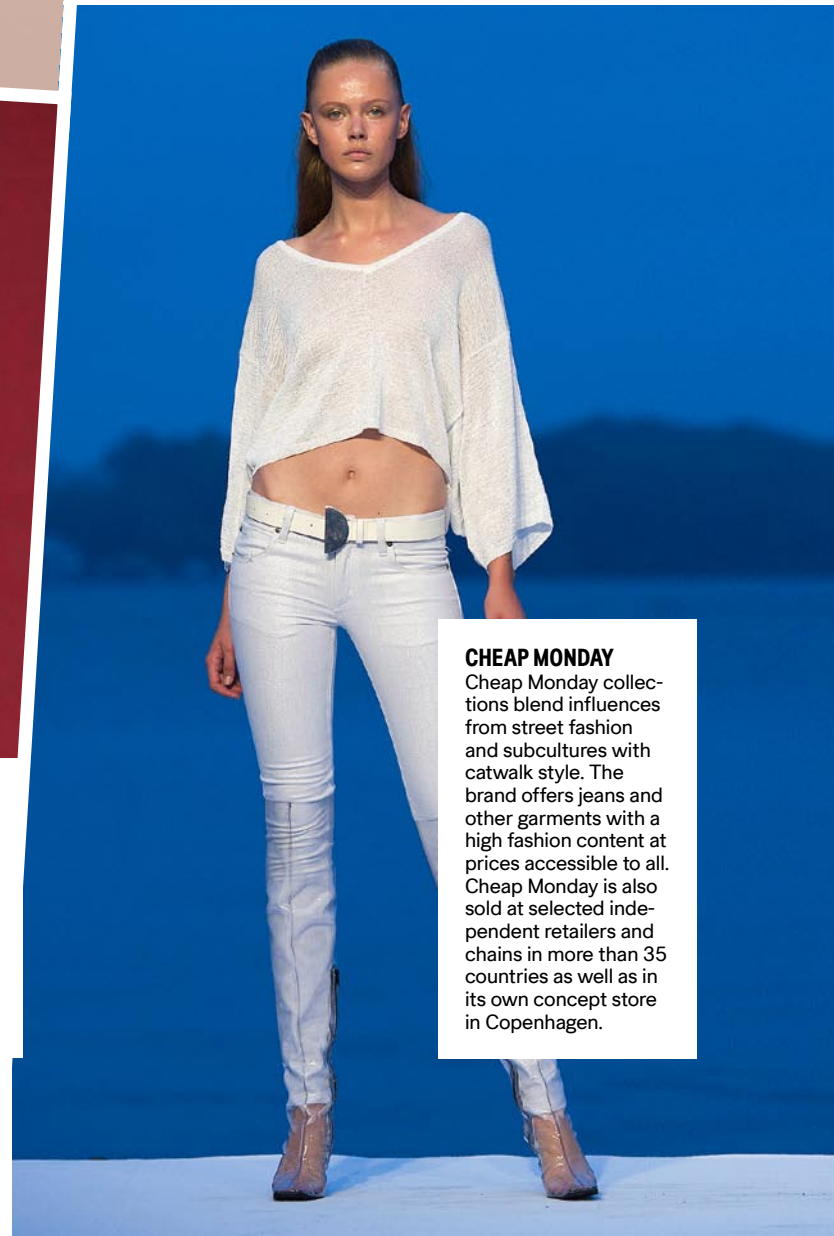 CHEAP MONDAY
Cheap Monday collec-
tions blend influences
from street fashion
and subcultures with
catwalk style. The
brand offers jeans and
other garments with a
high fashion content at
prices accessible to all.
Cheap Monday is also
sold at selected inde-
pendent retailers and
chains in more than 35
countries as well as in
its own concept store
in Copenhagen.